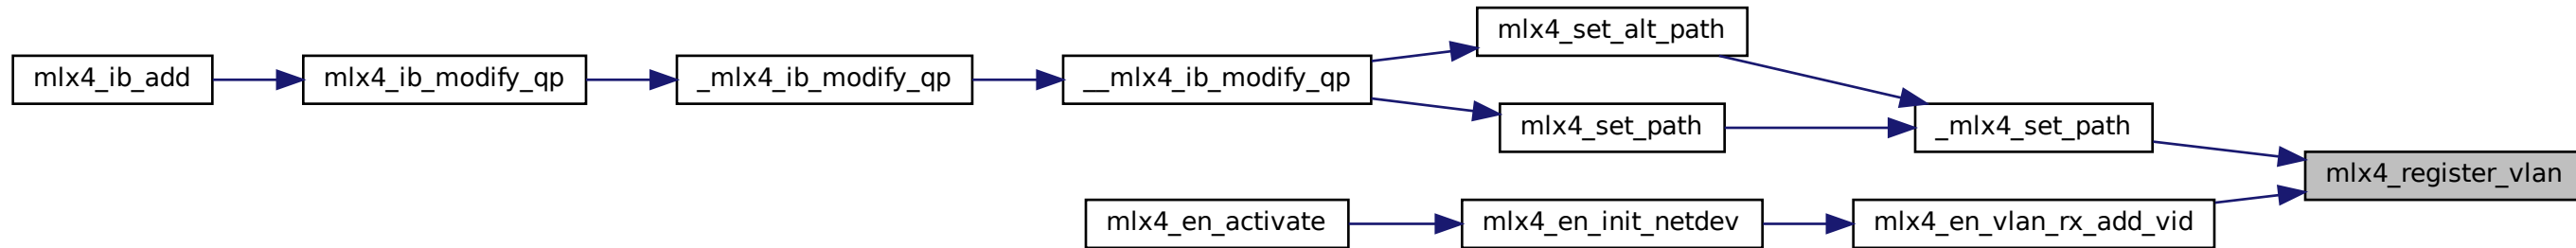 mlx4_set_alt_path
mlx4_ib_add
mlx4_ib_modify_qp
_mlx4_ib_modify_qp
__mlx4_ib_modify_qp
mlx4_set_path
_mlx4_set_path
mlx4_register_vlan
mlx4_en_activate
mlx4_en_init_netdev
mlx4_en_vlan_rx_add_vid